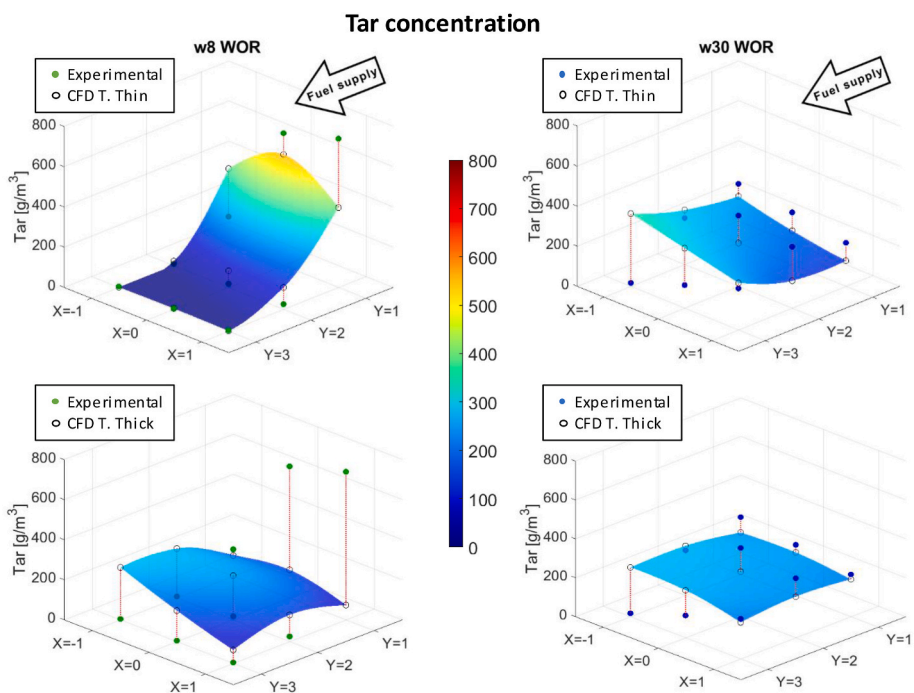 Tar concentration
w8 WOR
Experimental
CFD T. Thin
Fuel supply
800
600
400
200
0
Tar [g/m³]
X=-1
X=0
X=1
Y=3
Y=2
Y=1
800
700
600
500
400
300
200
100
0
w30 WOR
Experimental
CFD T. Thin
Fuel supply
800
600
400
200
0
Tar [g/m³]
X=-1
X=0
X=1
Y=3
Y=2
Y=1
Experimental
CFD T. Thick
800
600
400
200
0
Tar [g/m³]
X=-1
X=0
X=1
Y=3
Y=2
Y=1
Experimental
CFD T. Thick
800
600
400
200
0
Tar [g/m³]
X=-1
X=0
X=1
Y=3
Y=2
Y=1